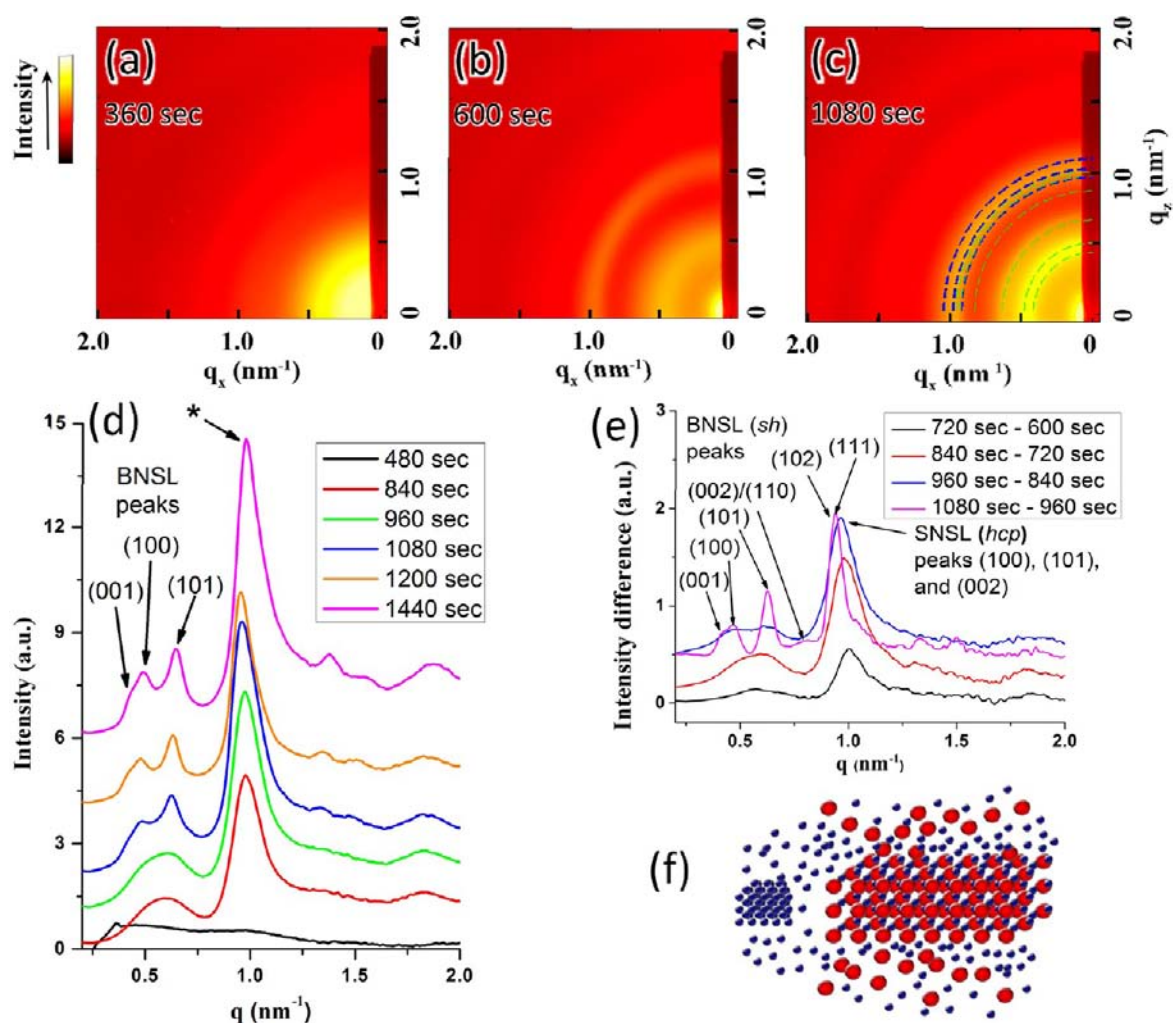 Intensity
(a)
360 sec
2.0
1.0
0
2.0
1.0
0
q_x (nm⁻¹)
(b)
600 sec
2.0
1.0
0
2.0
1.0
0
q_x (nm⁻¹)
(c)
1080 sec
2.0
1.0
0
q_z (nm⁻¹)
2.0
1.0
0
q_x (nm⁻¹)
(d)
*
BNSL
peaks
(001)
(100)
(101)
480 sec
840 sec
960 sec
1080 sec
1200 sec
1440 sec
15
12
9
6
3
0
Intensity (a.u.)
0.5
1.0
1.5
2.0
q (nm⁻¹)
(e)
BNSL (sh)
peaks
(102)
(111)
(002)/(110)
(101)
(100)
(001)
720 sec - 600 sec
840 sec - 720 sec
960 sec - 840 sec
1080 sec - 960 sec
SNSL (hcp)
peaks (100), (101),
and (002)
3
2
1
0
Intensity difference (a.u.)
0.5
1.0
1.5
2.0
q (nm⁻¹)
(f)